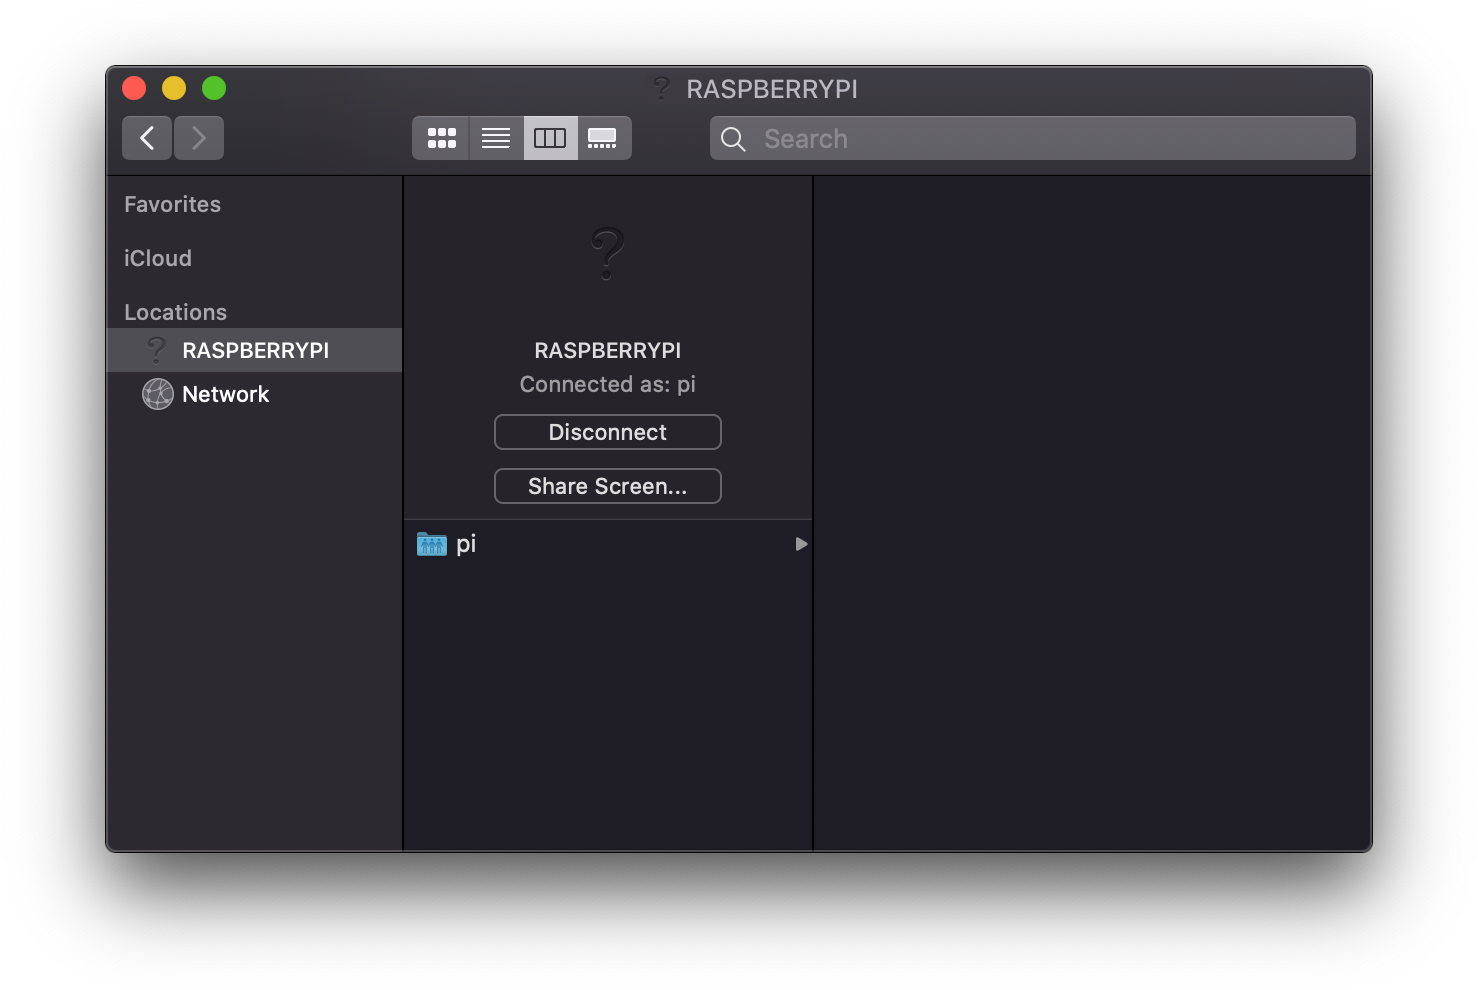 RASPBERRYPI
Search
Favorites
iCloud
Locations
RASPBERRYPI
Network
RASPBERRYPI
Connected as: pi
Disconnect
Share Screen...
pi